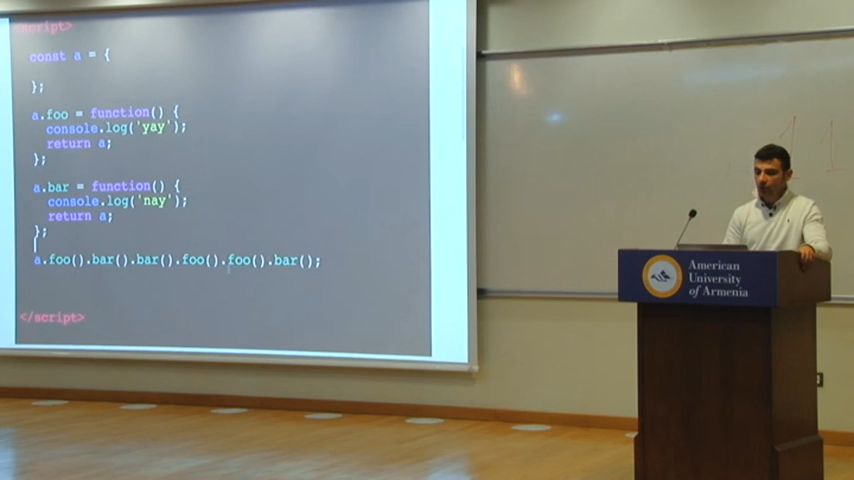 <script>
const a = {
};
a.foo = function() {
console.log('yay');
return a;
};
a.bar = function() {
console.log('nay');
return a;
};
a.foo().bar().bar().foo().foo().bar();
</script>
11
American
University
of Armenia